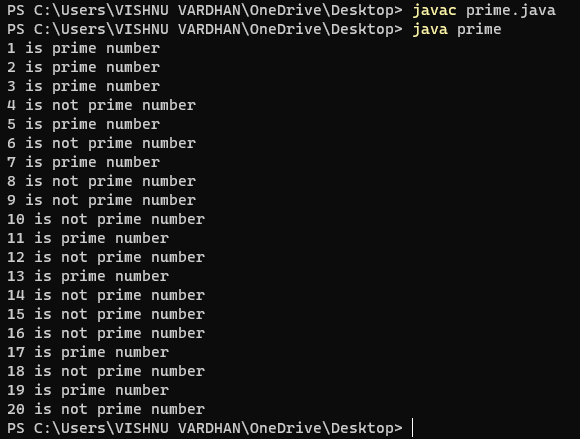 PS C:\Users\VISHNU VARDHAN\OneDrive\Desktop> javac prime.java
PS C:\Users\VISHNU VARDHAN\OneDrive\Desktop> java prime
1 is prime number
2 is prime number
3 is prime number
4 is not prime number
5 is prime number
6 is not prime number
7 is prime number
8 is not prime number
9 is not prime number
10 is not prime number
11 is prime number
12 is not prime number
13 is prime number
14 is not prime number
15 is not prime number
16 is not prime number
17 is prime number
18 is not prime number
19 is prime number
20 is not prime number
PS C:\Users\VISHNU VARDHAN\OneDrive\Desktop>